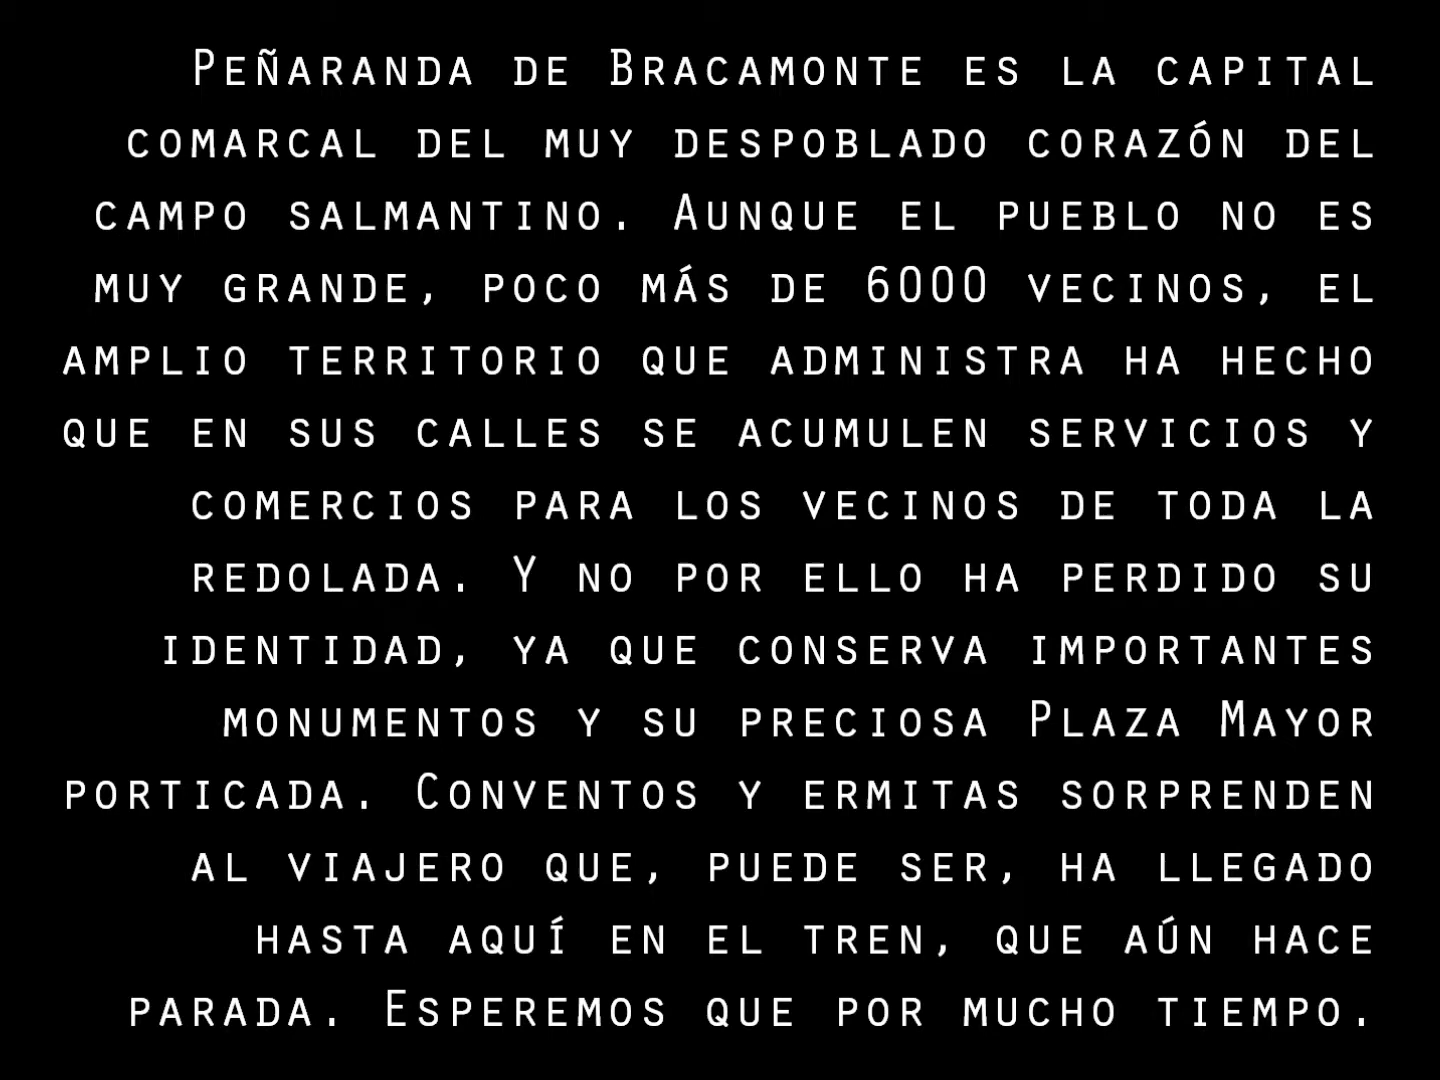 Peñaranda de Bracamonte es la capital
comarcal del muy despoblado corazón del
campo salmantino. Aunque el pueblo no es
muy grande, poco más de 6000 vecinos, el
amplio territorio que administra ha hecho
que en sus calles se acumulen servicios y
comercios para los vecinos de toda la
redolada. Y no por ello ha perdido su
identidad, ya que conserva importantes
monumentos y su preciosa Plaza Mayor
porticada. Conventos y ermitas sorprenden
al viajero que, puede ser, ha llegado
hasta aquí en el tren, que aún hace
parada. Esperemos que por mucho tiempo.